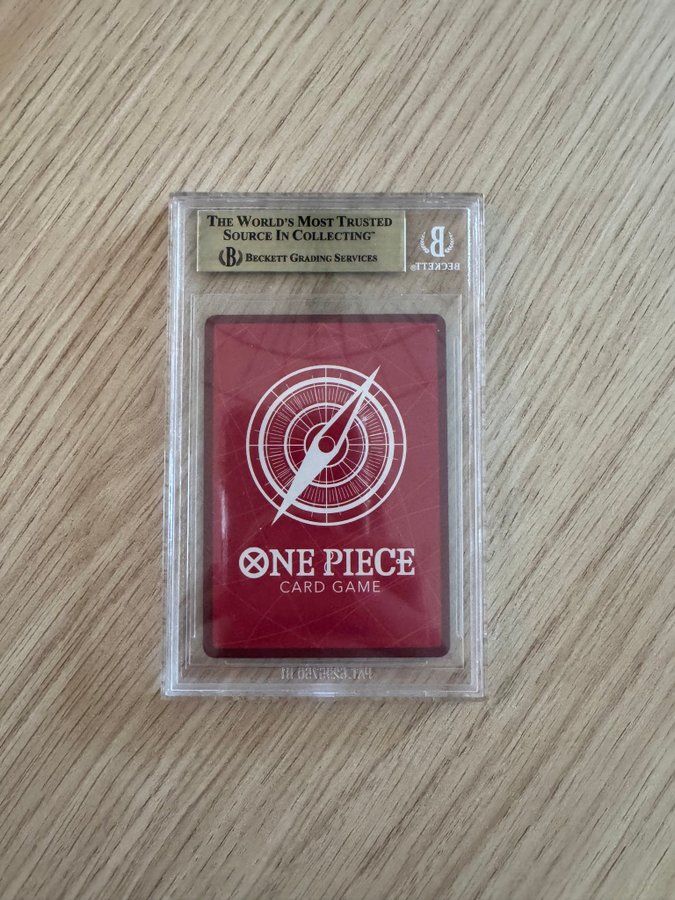 THE WORLD'S MOST TRUSTED
SOURCE IN COLLECTING™
B BECKETT GRADING SERVICES
B
BECKETT®
ONE PIECE
CARD GAME